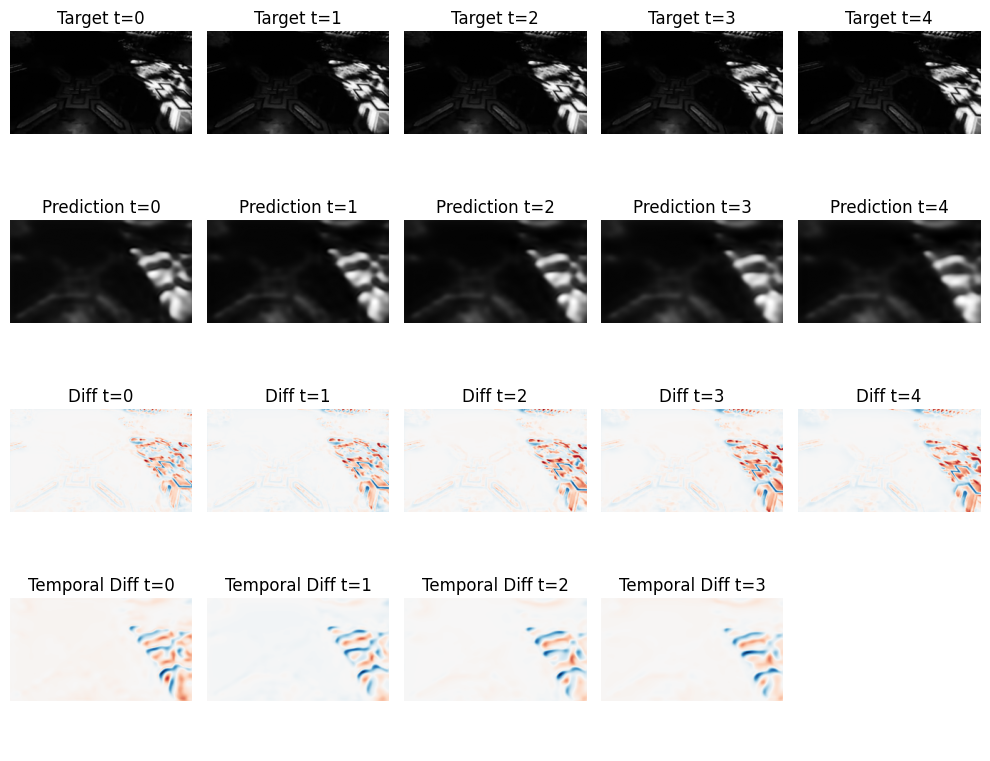 Target t=0
Target t=1
Target t=2
Target t=3
Target t=4
Prediction t=0
Prediction t=1
Prediction t=2
Prediction t=3
Prediction t=4
Diff t=0
Diff t=1
Diff t=2
Diff t=3
Diff t=4
Temporal Diff t=0
Temporal Diff t=1
Temporal Diff t=2
Temporal Diff t=3